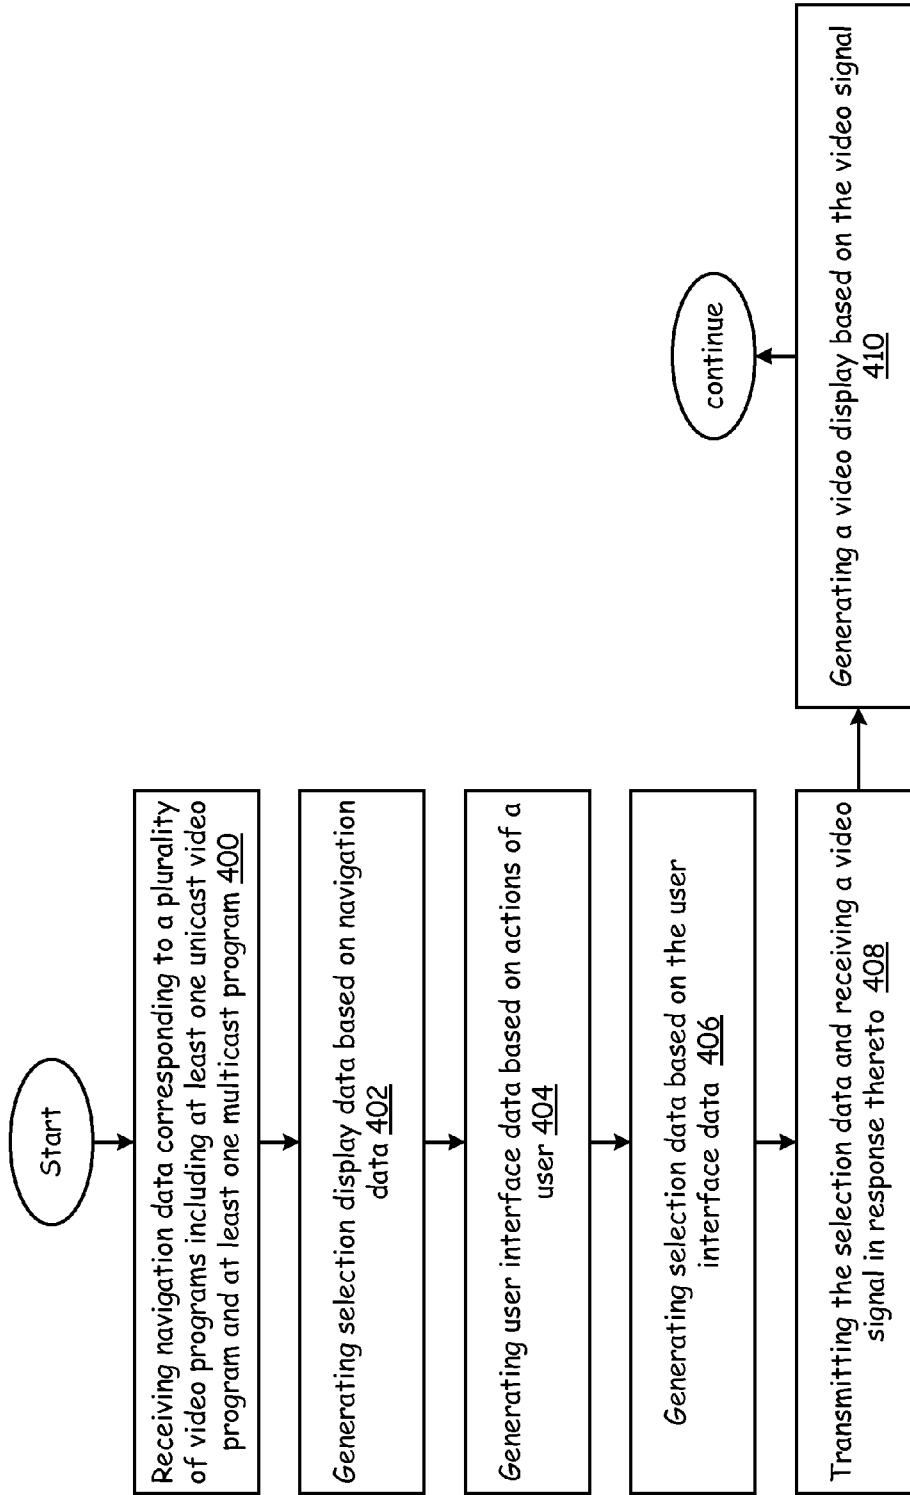 Start
Receiving navigation data corresponding to a plurality
of video programs including at least one unicast video
program and at least one multicast program 400
Generating selection display data based on navigation
data 402
Generating user interface data based on actions of a
user 404
Generating selection data based on the user
interface data 406
Transmitting the selection data and receiving a video
signal in response thereto 408
Generating a video display based on the video signal
410
continue